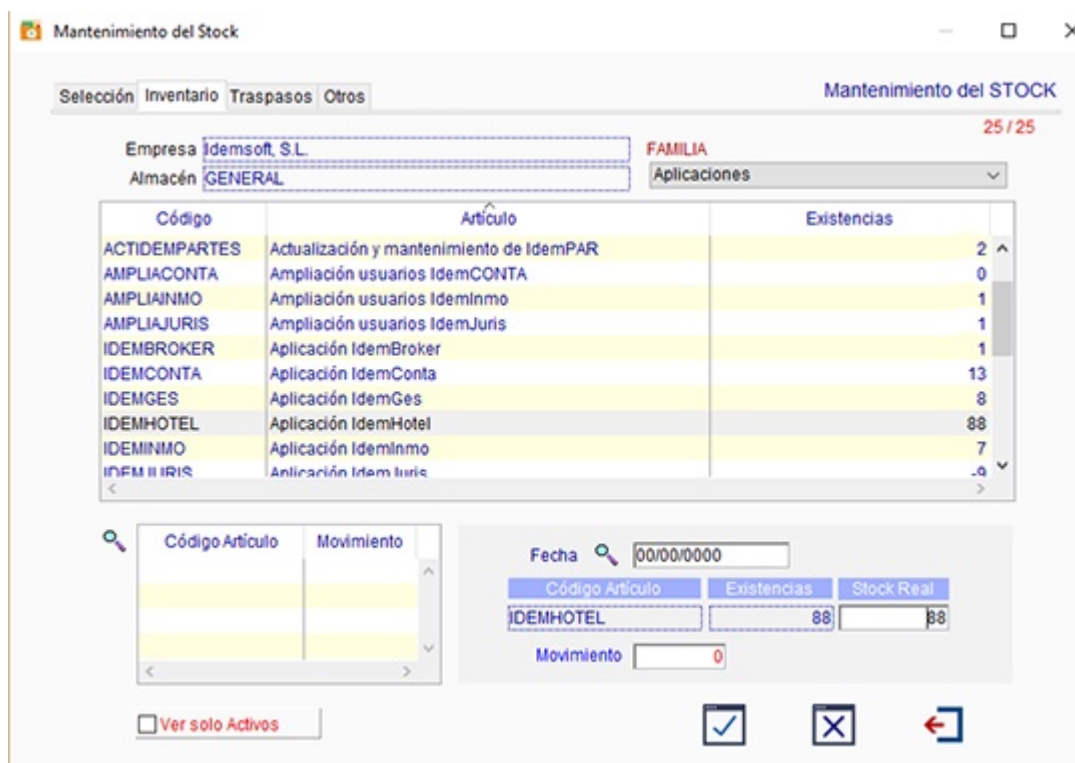 Mantenimiento del Stock
Selección Inventario Traspasos Otros
Mantenimiento del STOCK
25 / 25
Empresa Idemsoft, S.L.
FAMILIA
Almacén GENERAL
Aplicaciones
Código Artículo Existencias
ACTIDEMPARTES Actualización y mantenimiento de IdemPAR 2
AMPLIACONTA Ampliación usuarios IdemCONTA 0
AMPLIAINMO Ampliación usuarios IdemInmo 1
AMPLIAJURIS Ampliación usuarios IdemJuris 1
IDEMBROKER Aplicación IdemBroker 1
IDEMCONTA Aplicación IdemConta 13
IDEMGES Aplicación IdemGes 8
IDEMHOTEL Aplicación IdemHotel 88
IDEMINMO Aplicación IdemInmo 7
IDEMJURIS Aplicación IdemJuris -9
Código Artículo Movimiento
Fecha 00/00/0000
Código Artículo Existencias Stock Real
IDEMHOTEL 88 88
Movimiento 0
Ver solo Activos